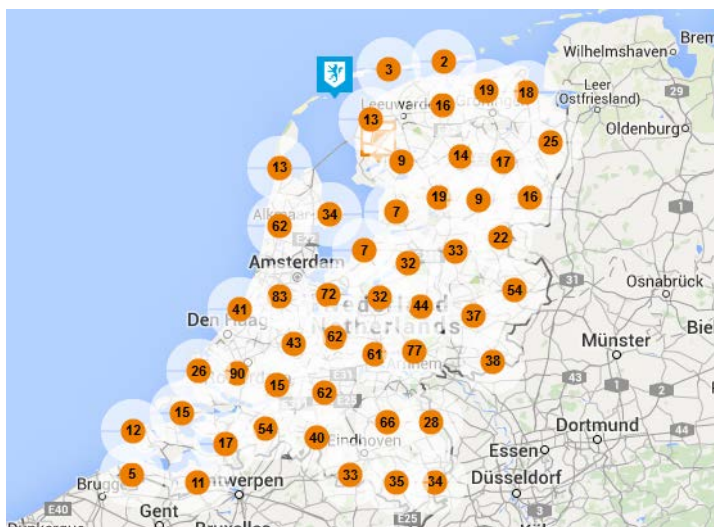 Wilhelmshaven
Brem
3
2
29
19
18
Leer
16
Ostfriesland)
Leeuwarde
13
Oldenburg
25
14
9
17
13
19
9
16
1
34
7
62
22
7
33
32
Amsterdam
31
Osnabrück
54
83
72
32
Nederland
44
41
Netherlands
37
Den Haag
Bie
62
43
Münster
61
77
38
Arnhem
26
90
43
1
2
15
E31
62
15
66
28
Dortmund
44
12
54
17
40
Eindhoven
Essen
5
33
35
34
Düsseldorf
Brugge
11
Antwerpen
E40
Gent
3
E25